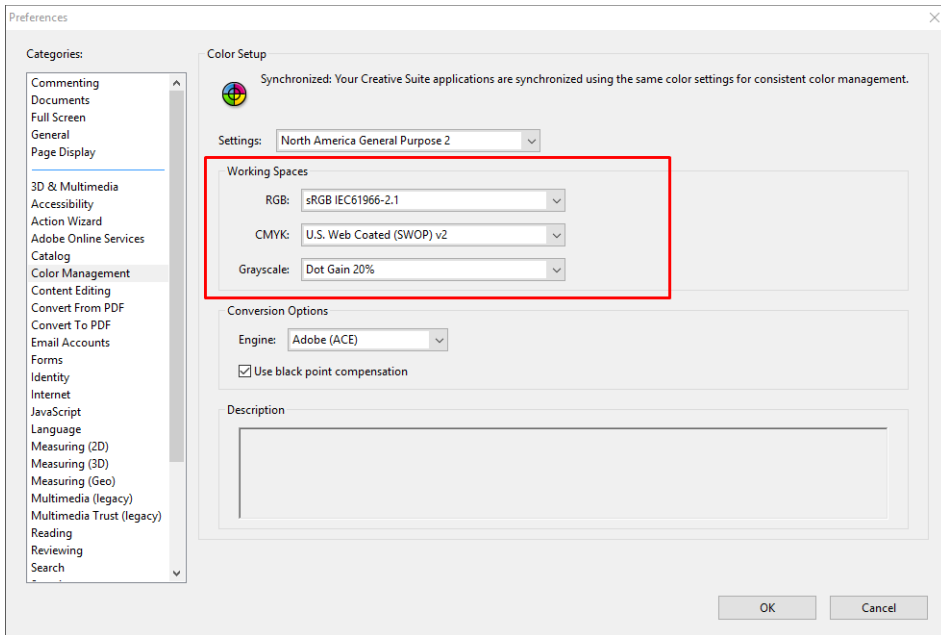 Preferences
Categories:
Commenting
Documents
Full Screen
General
Page Display
3D & Multimedia
Accessibility
Action Wizard
Adobe Online Services
Catalog
Color Management
Content Editing
Convert From PDF
Convert To PDF
Email Accounts
Forms
Identity
Internet
JavaScript
Language
Measuring (2D)
Measuring (3D)
Measuring (Geo)
Multimedia (legacy)
Multimedia Trust (legacy)
Reading
Reviewing
Search
Color Setup
Synchronized: Your Creative Suite applications are synchronized using the same color settings for consistent color management.
Settings: North America General Purpose 2
Working Spaces
RGB: sRGB IEC61966-2.1
CMYK: U.S. Web Coated (SWOP) v2
Grayscale: Dot Gain 20%
Conversion Options
Engine: Adobe (ACE)
Use black point compensation
Description
OK Cancel